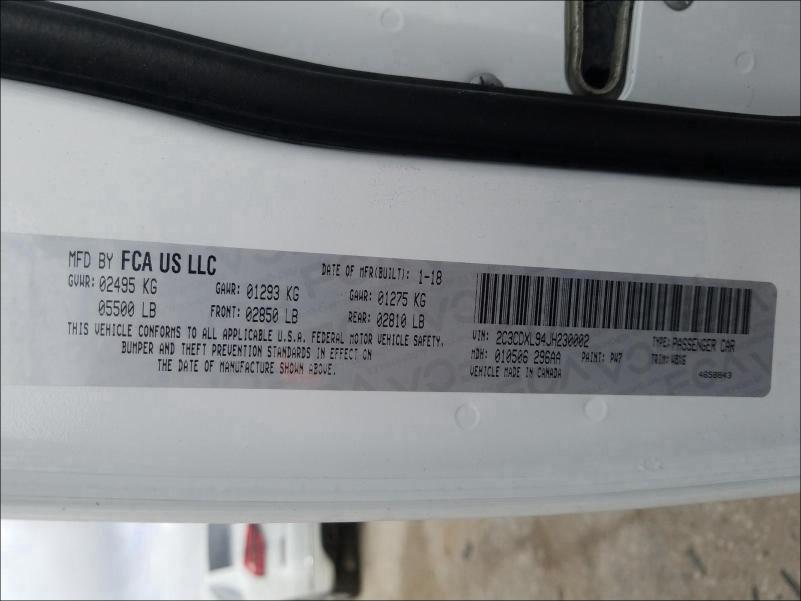 MFD BY FCA US LLC
DATE OF MFR(BUILT): 1-18
GVWR: 02495 KG
GAWR: 01293 KG
GAWR: 01275 KG
05500 LB
FRONT: 02850 LB
REAR: 02810 LB
THIS VEHICLE CONFORMS TO ALL APPLICABLE U.S.A. FEDERAL MOTOR VEHICLE SAFETY,
BUMPER AND THEFT PREVENTION STANDARDS IN EFFECT ON
THE DATE OF MANUFACTURE SHOWN ABOVE.
VIN: 2C3CDXL94JH230002
TYPE: PASSENGER CAR
MDH: 010506 296AA
PAINT: PW7
TRIM:
VEHICLE MADE IN CANADA
4658843